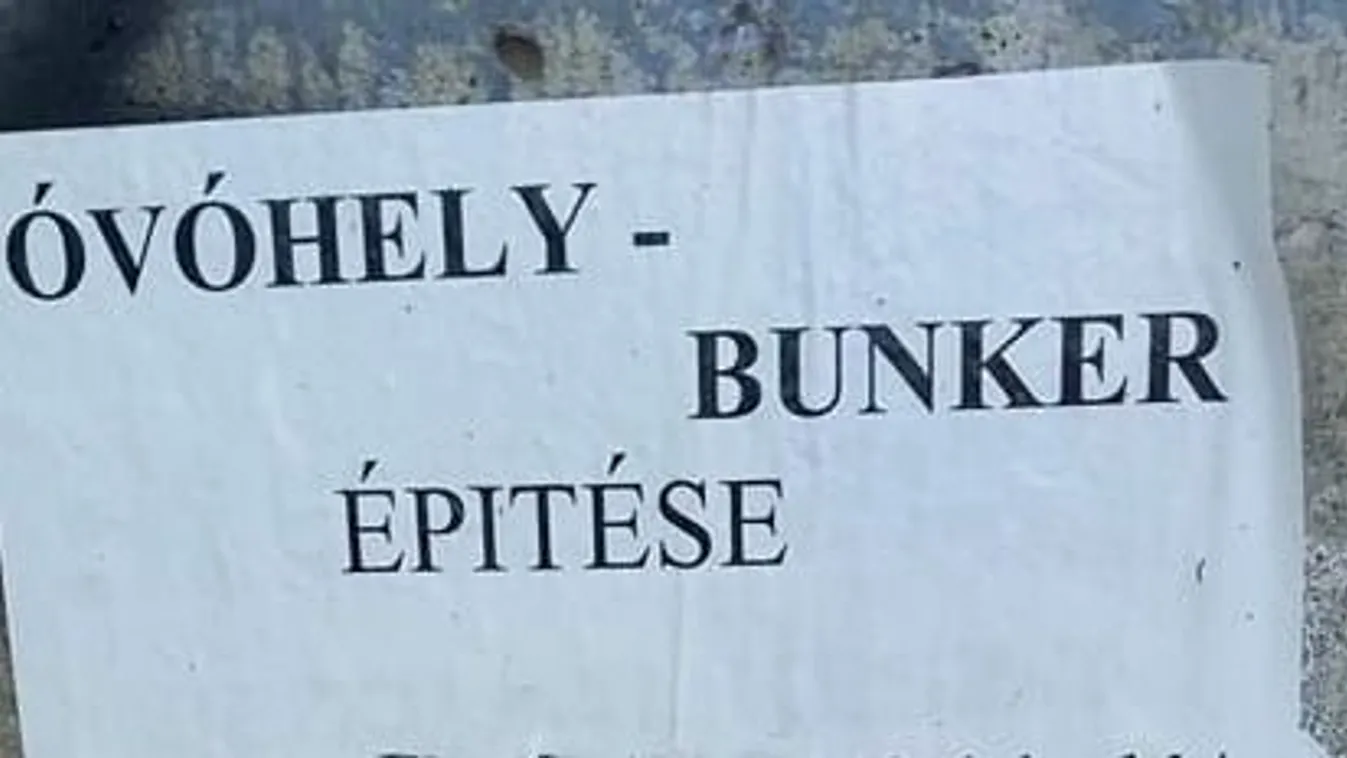 ÓVÓHELY -
BUNKER
ÉPITÉSE